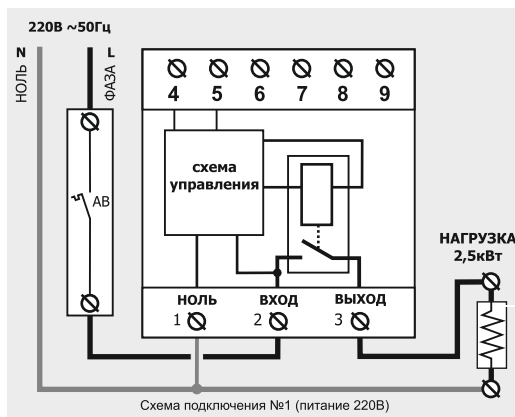 220В ~50Гц
N L
НОЛЬ
ФАЗА
4 5 6 7 8 9
схема
управления
АВ
НАГРУЗКА
2,5кВт
НОЛЬ ВХОД ВЫХОД
1 2 3
Схема подключения №1 (питание 220В)